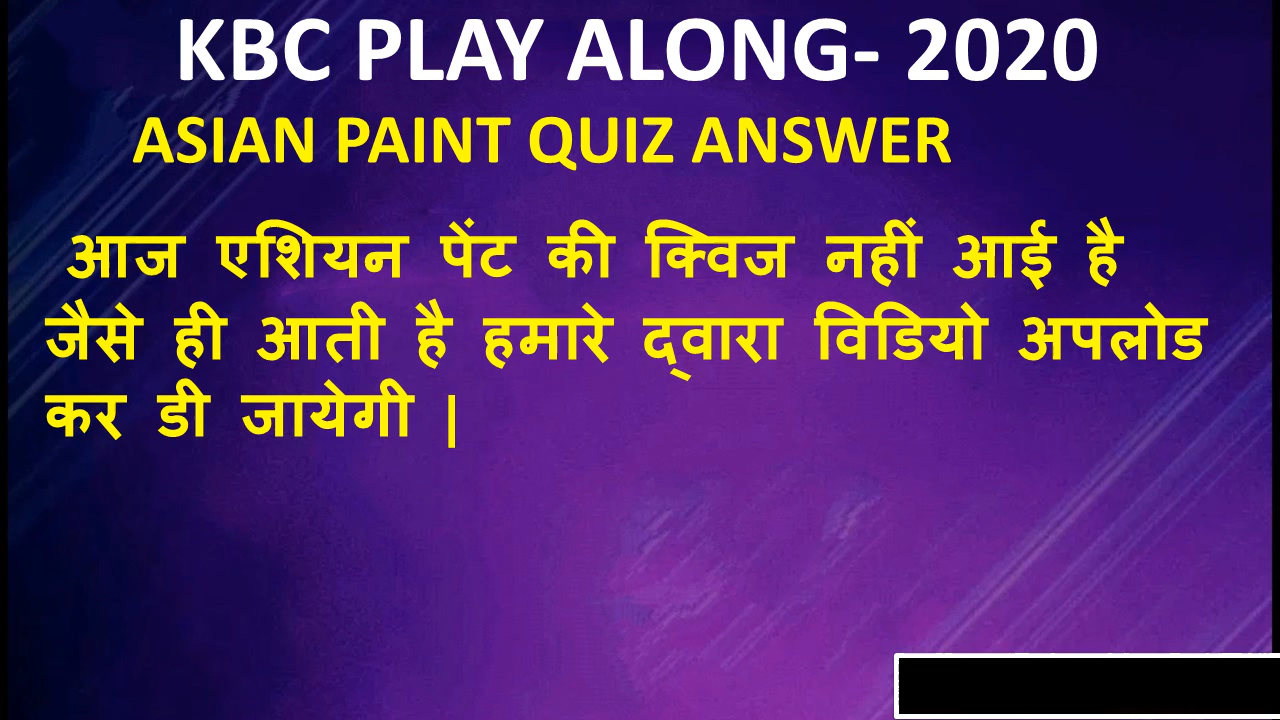 KBC PLAY ALONG- 2020
ASIAN PAINT QUIZ ANSWER
आज एशियन पेंट की क्विज नहीं आई है
जैसे ही आती है हमारे द्वारा विडियो अपलोड
कर डी जायेगी |